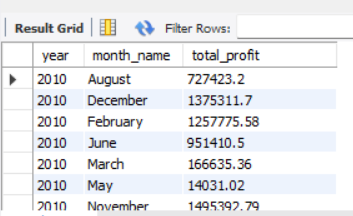 Result Grid Filter Rows:
year month_name total_profit
2010 August 727423.2
2010 December 1375311.7
2010 February 1257775.58
2010 June 951410.5
2010 March 166635.36
2010 May 14031.02
2010 November 1495392.79